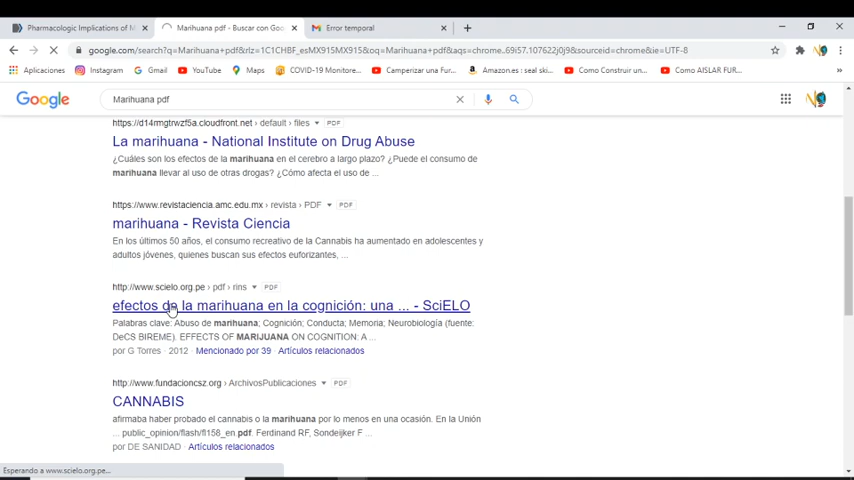 Pharmacologic Implications of M
Marihuana pdf - Buscar con Goo
Error temporal
google.com/search?q=Marihuana+pdf&rlz=1C1CHBF_esMX915MX915&oq=Marihuana+pdf&aqs=chrome..69i57.107622j0j9&sourceid=chrome&ie=UTF-8
Aplicaciones
Instagram
Gmail
YouTube
Maps
COVID-19 Monitore...
Camperizar una Fur...
Amazon.es : seal ski...
Como Construir un...
Como AISLAR FUR...
Google
Marihuana pdf
https://d14rmgtrwzf5a.cloudfront.net › default › files PDF
La marihuana - National Institute on Drug Abuse
¿Cuáles son los efectos de la marihuana en el cerebro a largo plazo? ¿Puede el consumo de
marihuana llevar al uso de otras drogas? ¿Cómo afecta el uso de ...
https://www.revistaciencia.amc.edu.mx › revista › PDF PDF
marihuana - Revista Ciencia
En los últimos 50 años, el consumo recreativo de la Cannabis ha aumentado en adolescentes y
adultos jóvenes, quienes buscan sus efectos euforizantes, ...
http://www.scielo.org.pe › pdf › rins PDF
efectos de la marihuana en la cognición: una ... - SciELO
Palabras clave: Abuso de marihuana; Cognición; Conducta; Memoria; Neurobiología (fuente:
DeCS BIREME). EFFECTS OF MARIJUANA ON COGNITION: A ...
por G Torres · 2012 · Mencionado por 39 Artículos relacionados
http://www.fundacioncsz.org › ArchivosPublicaciones PDF
CANNABIS
afirmaba haber probado el cannabis o la marihuana por lo menos en una ocasión. En la Unión
... public_opinion/flash/fl158_en pdf. Ferdinand RF, Sondeijker F ...
por DE SANIDAD · Artículos relacionados
Esperando a www.scielo.org.pe...